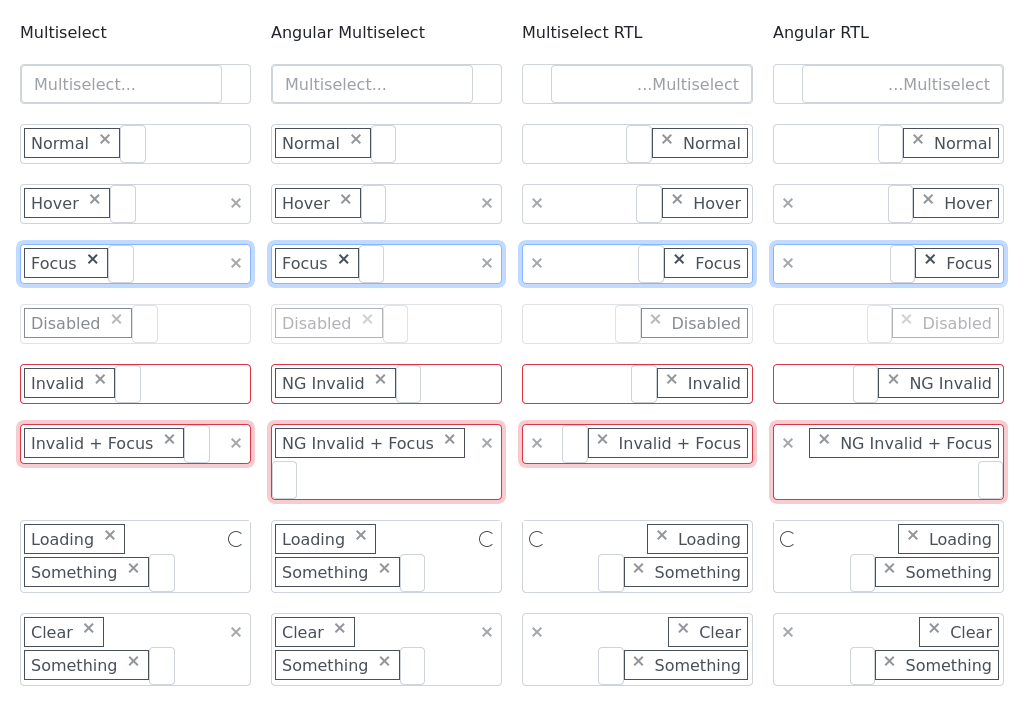 Multiselect Angular Multiselect Multiselect RTL Angular RTL
Multiselect... Multiselect... ...Multiselect ...Multiselect
Normal Normal Normal Normal
Hover Hover Hover Hover
Focus Focus Focus Focus
Disabled Disabled Disabled Disabled
Invalid NG Invalid Invalid NG Invalid
Invalid + Focus NG Invalid + Focus Invalid + Focus NG Invalid + Focus
Loading Loading Loading Loading
Something Something Something Something
Clear Clear Clear Clear
Something Something Something Something